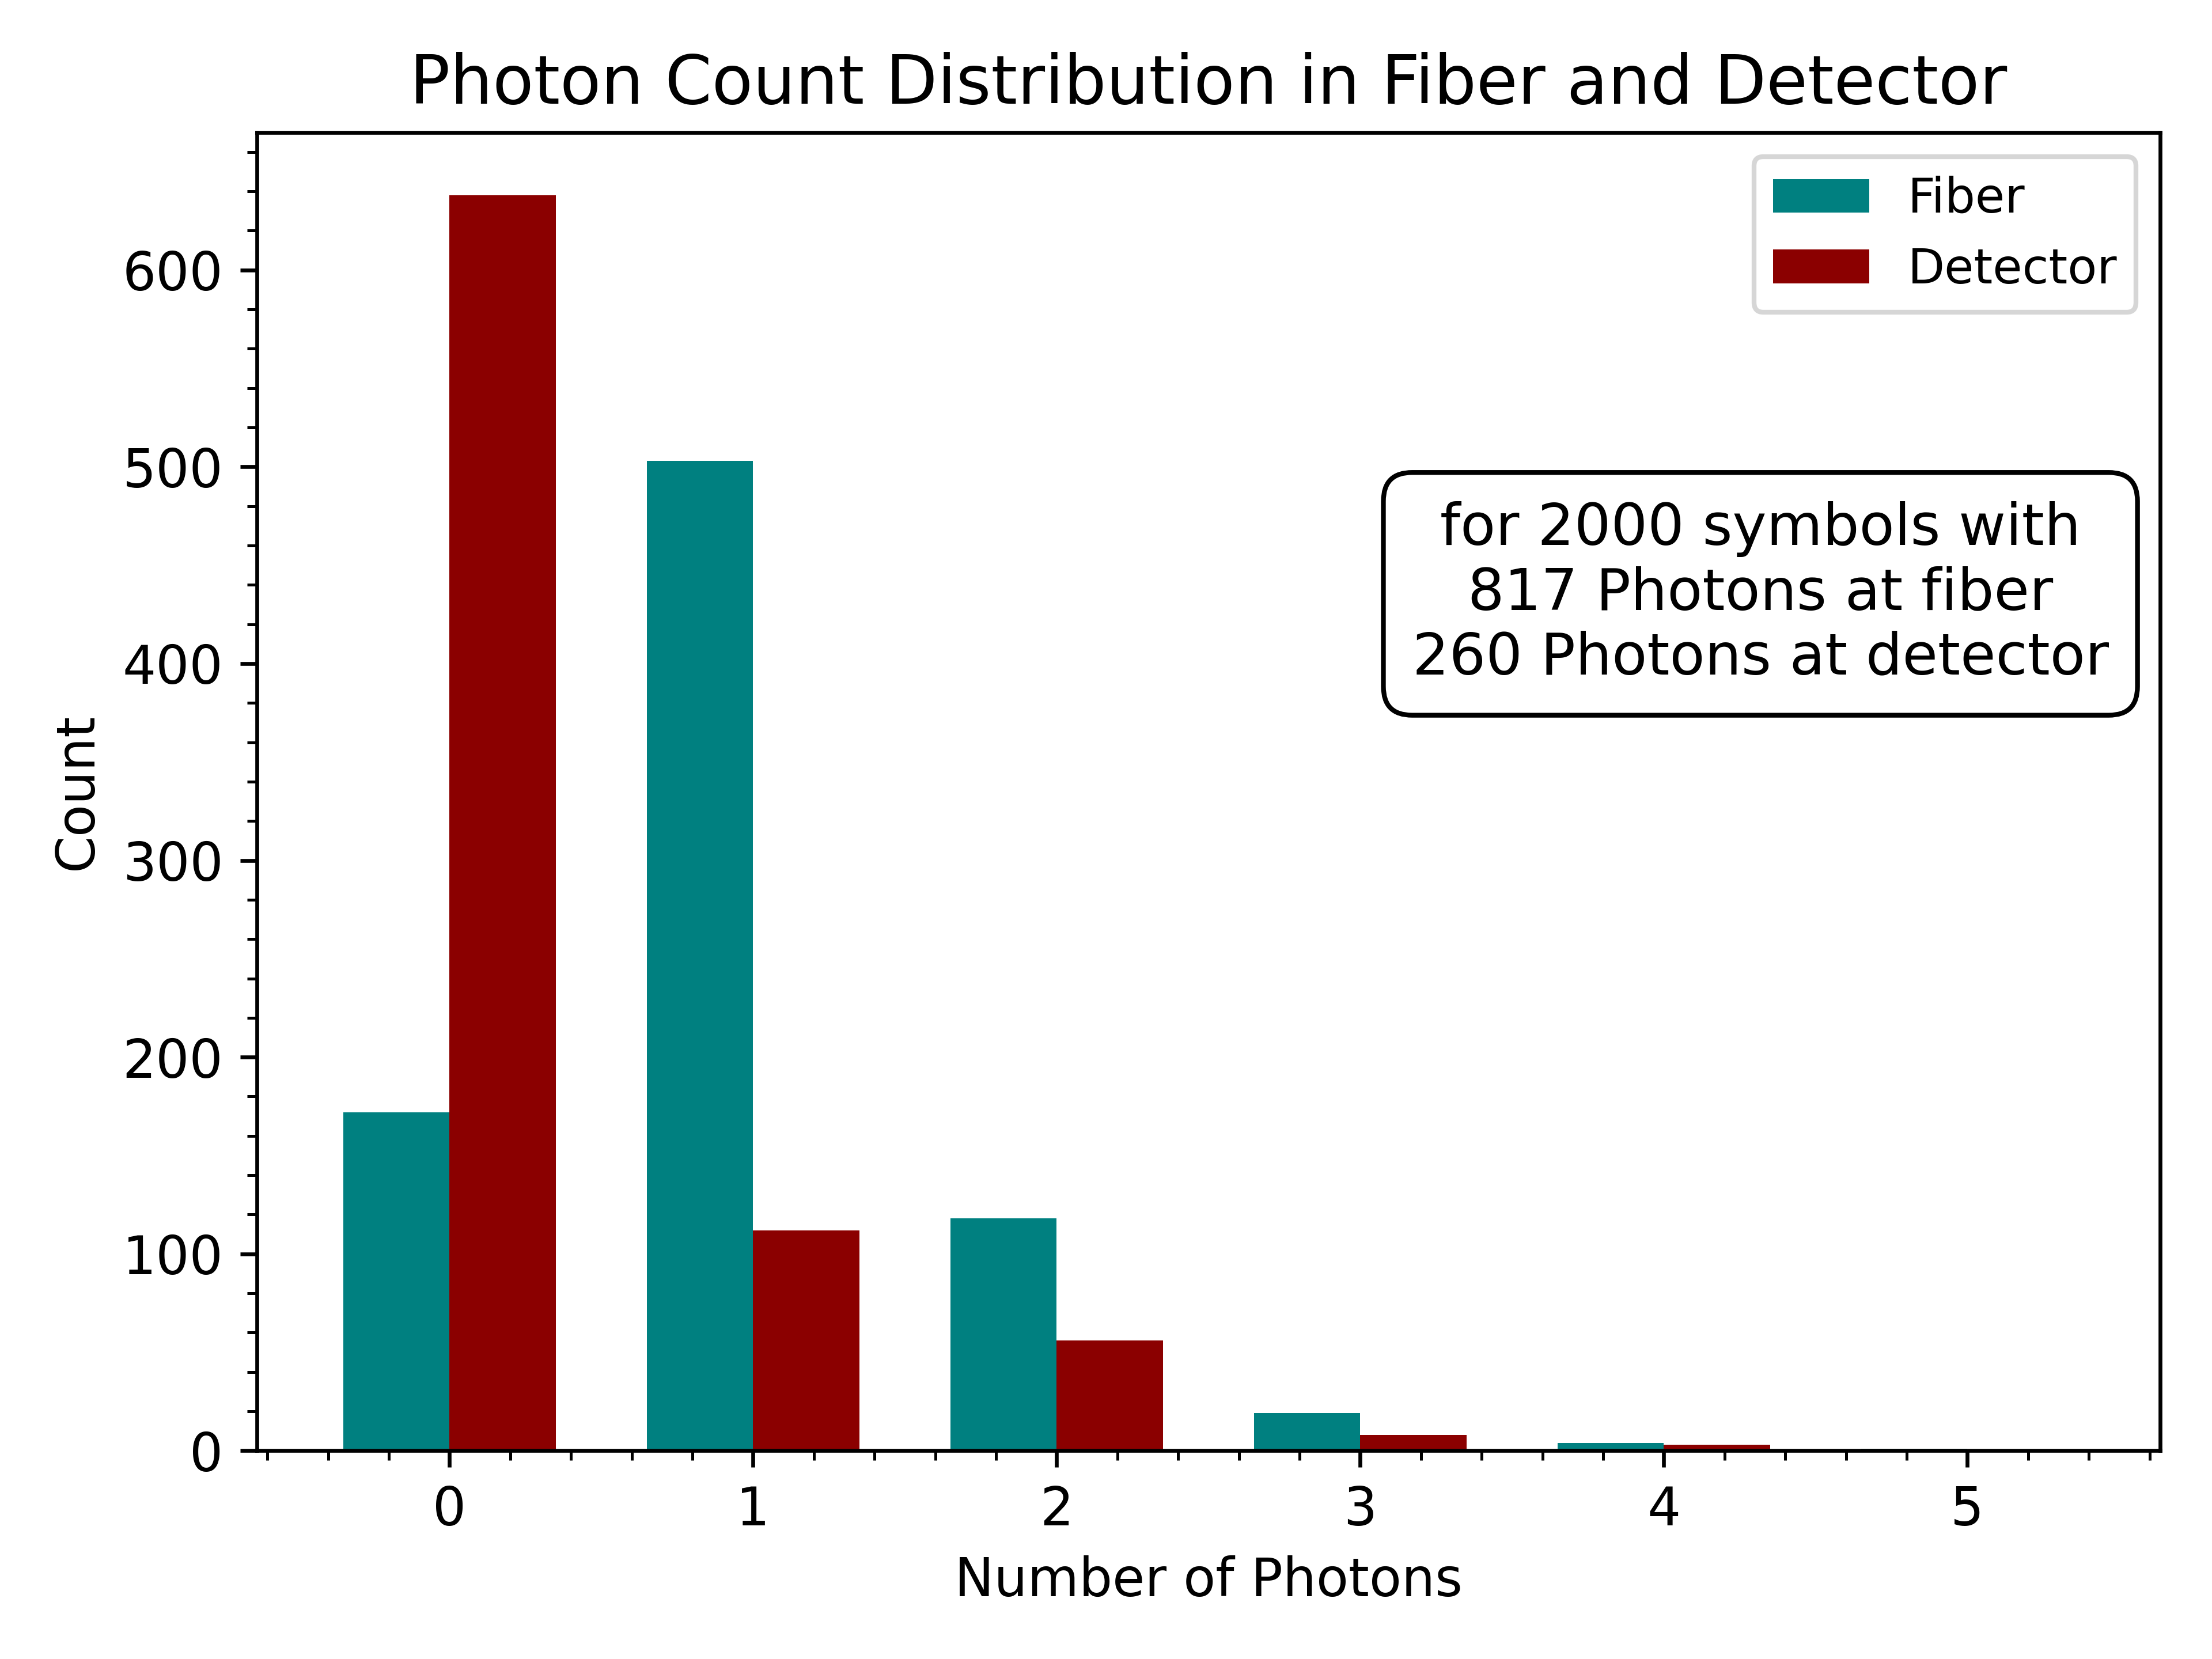 Photon Count Distribution in Fiber and Detector
Fiber
Detector
for 2000 symbols with
817 Photons at fiber
260 Photons at detector
Count
600
500
400
300
200
100
0
0 1 2 3 4 5
Number of Photons